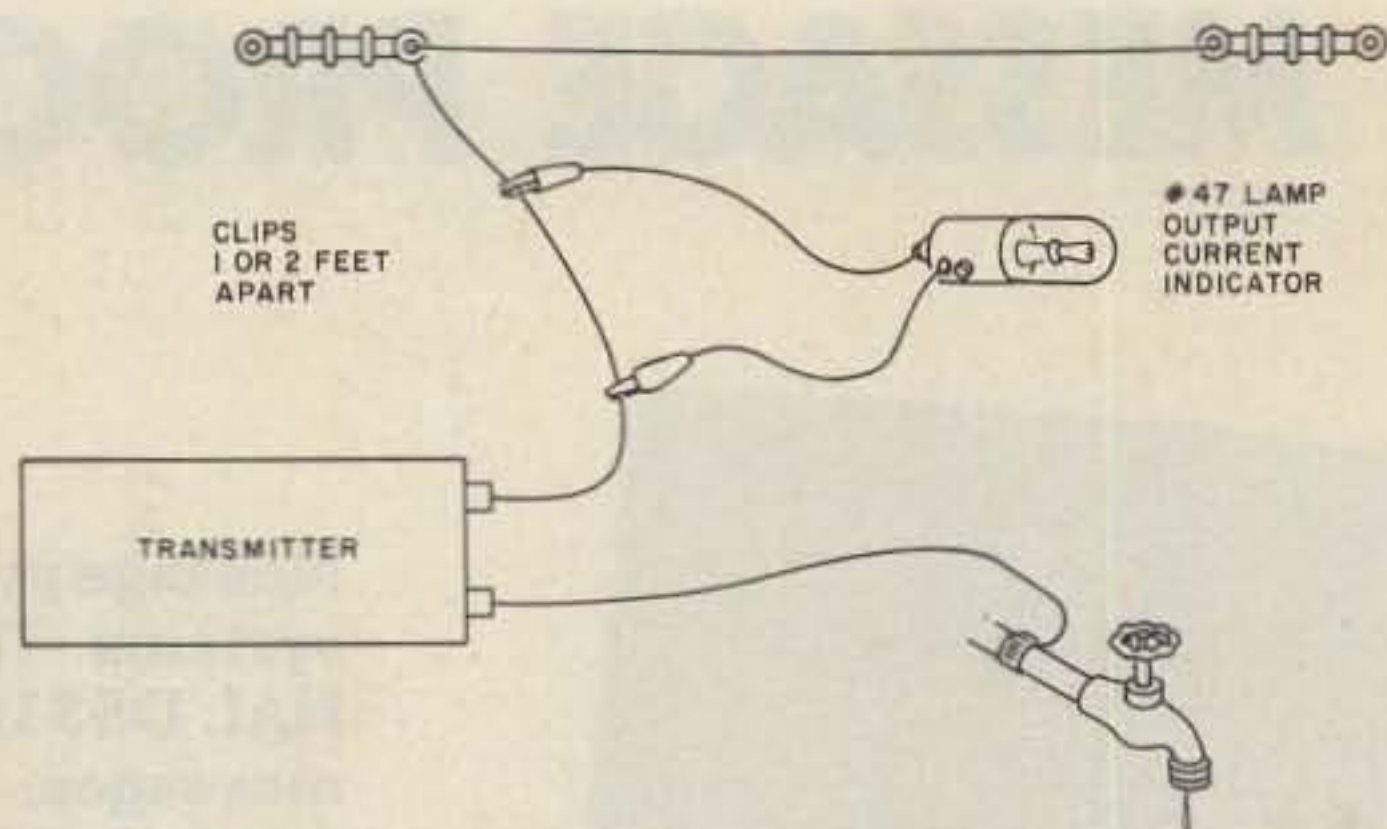 CLIPS
1 OR 2 FEET
APART
#47 LAMP
OUTPUT
CURRENT
INDICATOR
TRANSMITTER